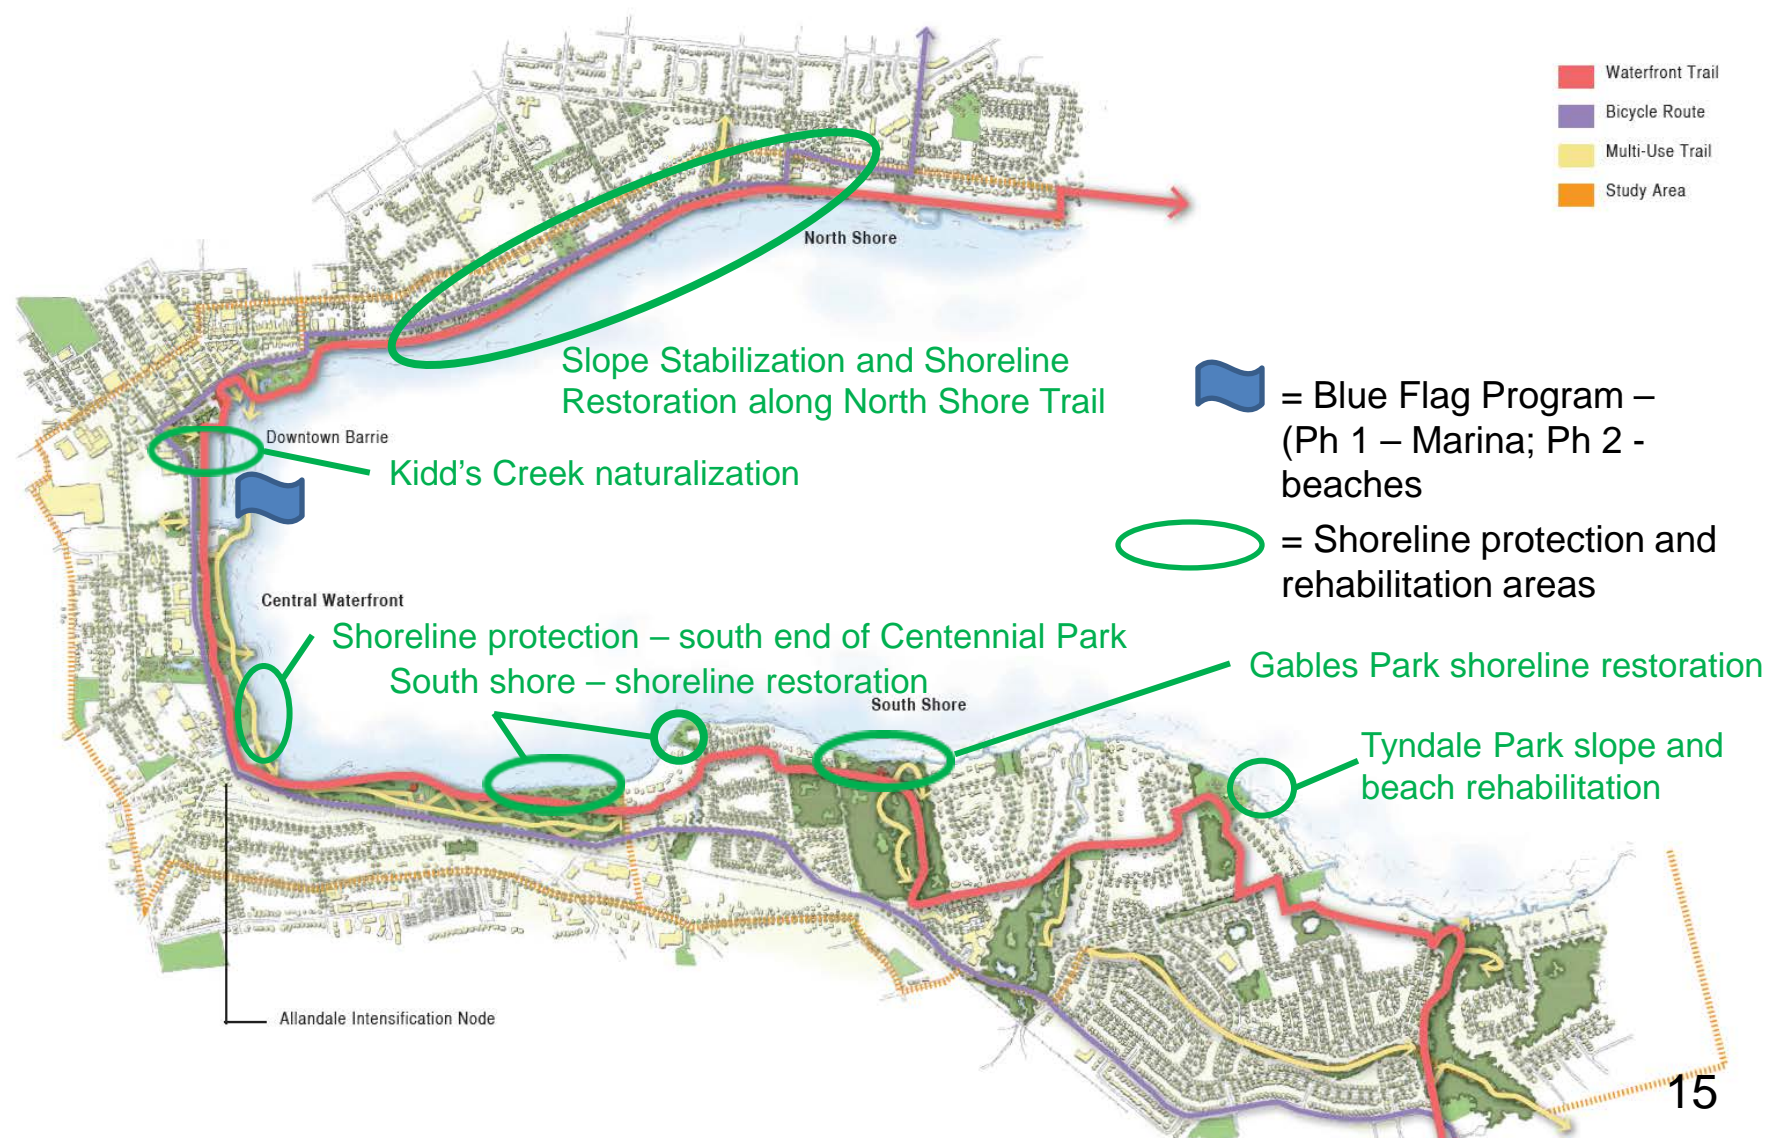 Waterfront Trail
Bicycle Route
Multi-Use Trail
Study Area
North Shore
Slope Stabilization and Shoreline
Restoration along North Shore Trail
= Blue Flag Program –
(Ph 1 – Marina; Ph 2 -
beaches
Downtown Barrie
Kidd’s Creek naturalization
= Shoreline protection and
rehabilitation areas
Central Waterfront
Shoreline protection – south end of Centennial Park
South shore – shoreline restoration
South Shore
Gables Park shoreline restoration
Tyndale Park slope and
beach rehabilitation
Allandale Intensification Node
15